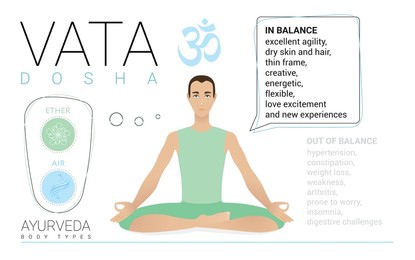 VATA
DOSHA
ॐ
ETHER
AIR
AYURVEDA
BODY TYPES
IN BALANCE
excellent agility,
dry skin and hair,
thin frame,
creative,
energetic,
flexible,
love excitement
and new experiences
OUT OF BALANCE
hypertension,
constipation,
weight loss,
weakness,
arthritia,
prone to worry,
insomnia,
digestive challenges